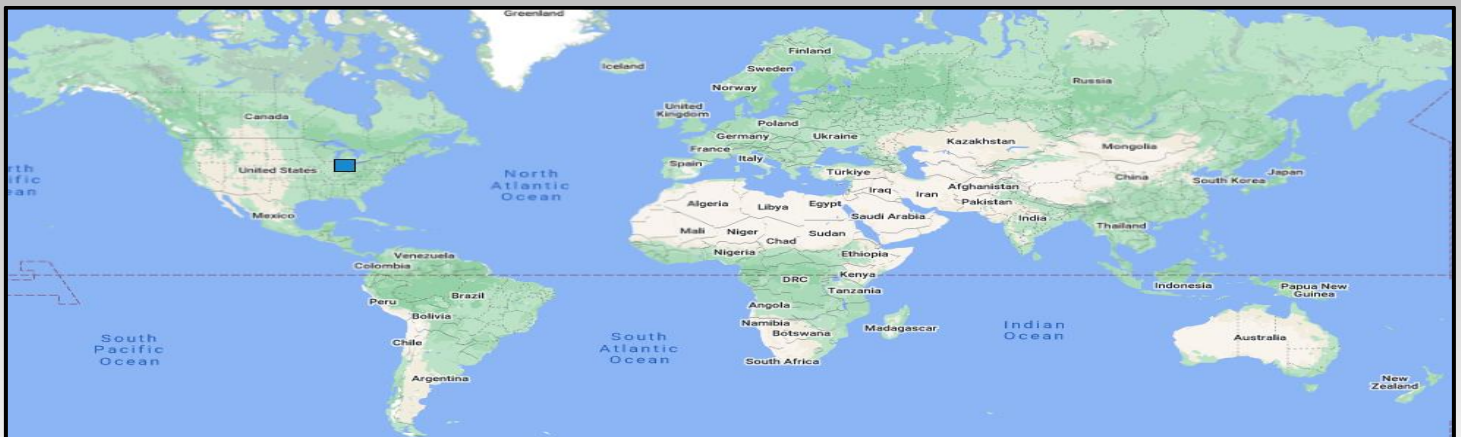 Greenland
Iceland
Finland
Sweden
Norway
Russia
Canada
United
Kingdom
Poland
Germany
Ukraine
France
Kazakhstan
Mongolia
Italy
Spain
Türkiye
United States
China
Japan
South Korea
North
Atlantic
Ocean
Iraq
Iran
Afghanistan
Pakistan
Algeria
Libya
Egypt
Saudi Arabia
Mexico
India
Mali
Niger
Chad
Sudan
Thailand
Nigeria
Ethiopia
Venezuela
Colombia
DRC
Kenya
Tanzania
Indonesia
Papua New
Guinea
Peru
Brazil
Bolivia
Angola
Namibia
Botswana
Madagascar
South
Pacific
Ocean
Chile
South
Atlantic
Ocean
Indian
Ocean
Australia
South Africa
Argentina
New
Zealand